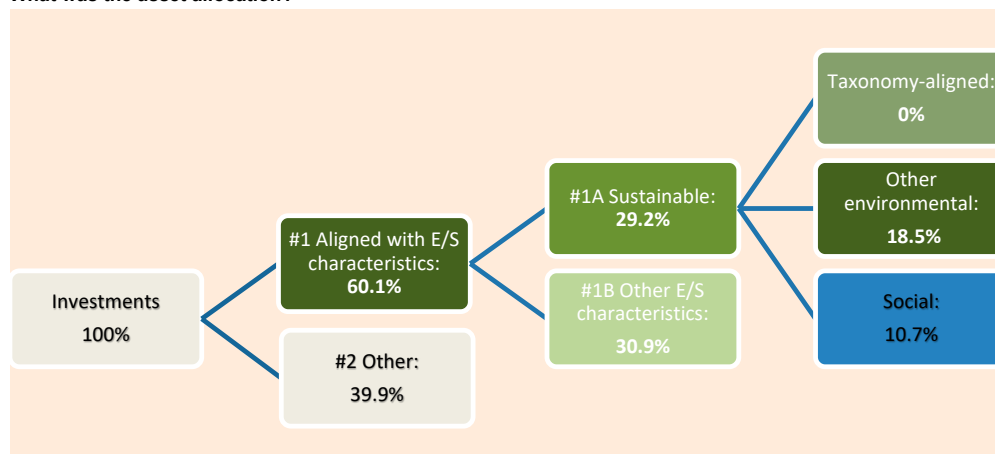 Investments
100%
#1 Aligned with E/S
characteristics:
60.1%
#2 Other:
39.9%
#1A Sustainable:
29.2%
#1B Other E/S
characteristics:
30.9%
Taxonomy-aligned:
0%
Other
environmental:
18.5%
Social:
10.7%